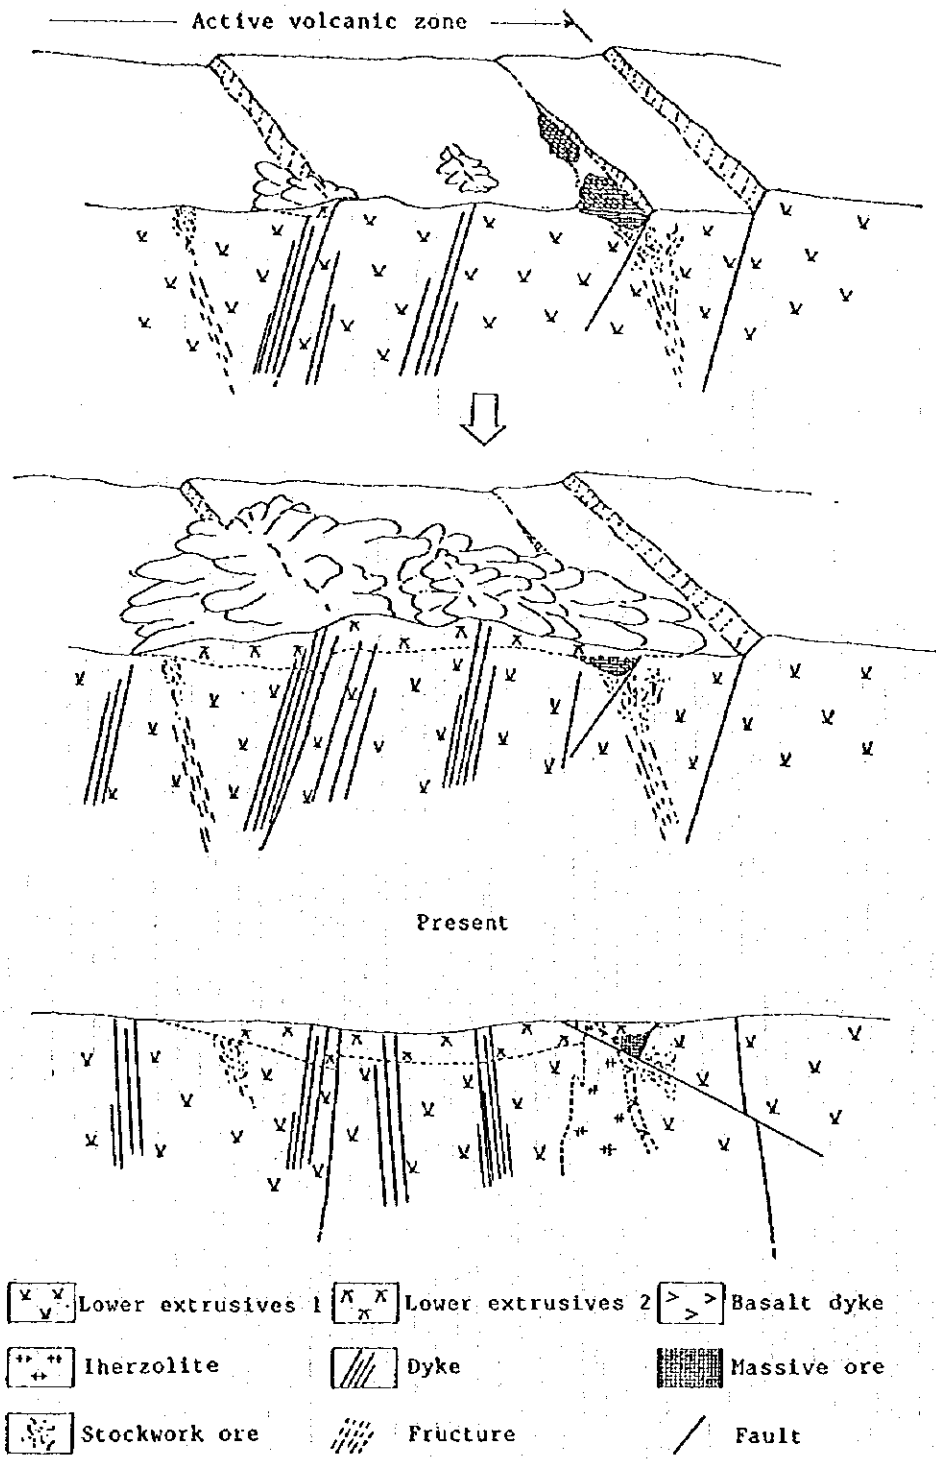 Active volcanic zone
Present
Lower extrusives 1 Lower extrusives 2 Basalt dyke
Iherzolite Dyke Massive ore
Stockwork ore Fructure Fault